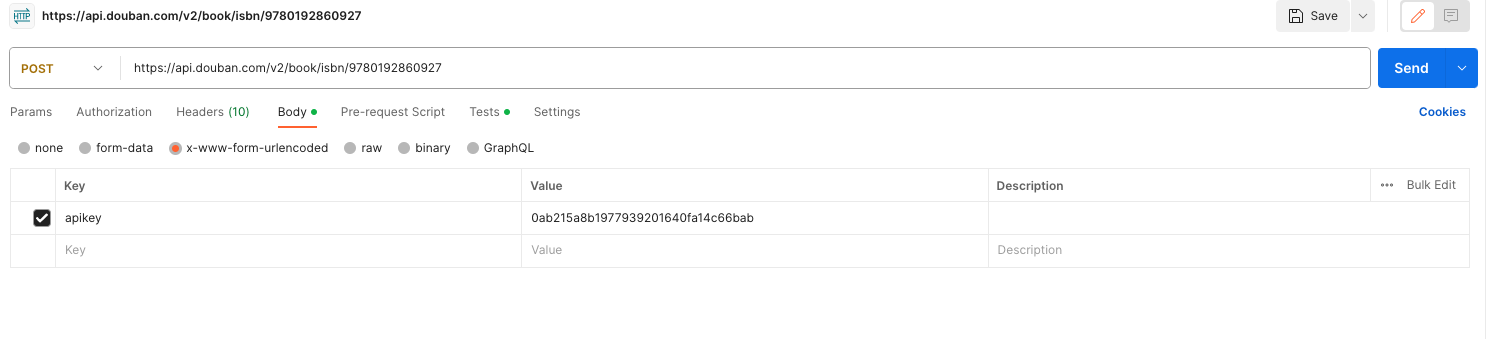 HTTP https://api.douban.com/v2/book/isbn/9780192860927 Save
POST https://api.douban.com/v2/book/isbn/9780192860927 Send
Params Authorization Headers (10) Body Pre-request Script Tests Settings Cookies
none form-data x-www-form-urlencoded raw binary GraphQL
Key Value Description ••• Bulk Edit
apikey 0ab215a8b1977939201640fa14c66bab
Key Value Description